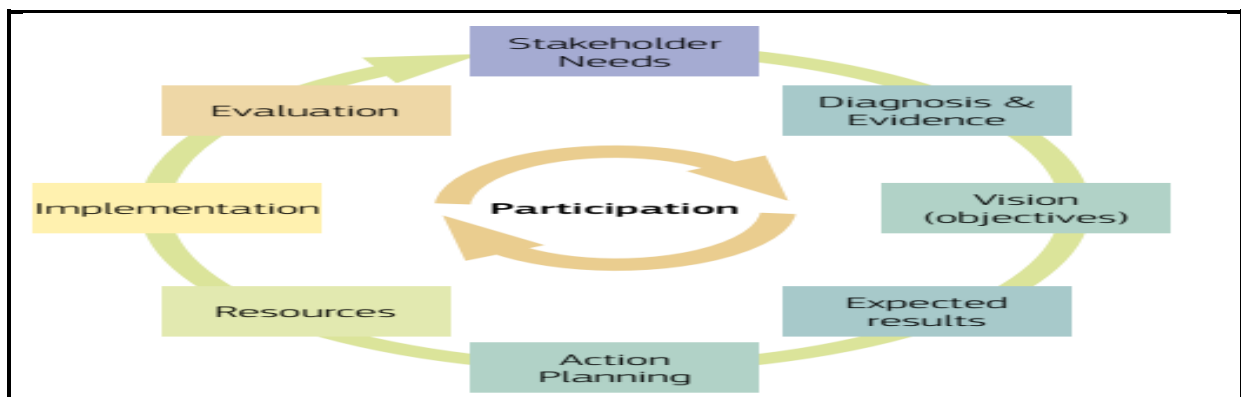 Stakeholder
Needs
Diagnosis &
Evidence
Vision
(objectives)
Expected
results
Action
Planning
Resources
Implementation
Evaluation
Participation